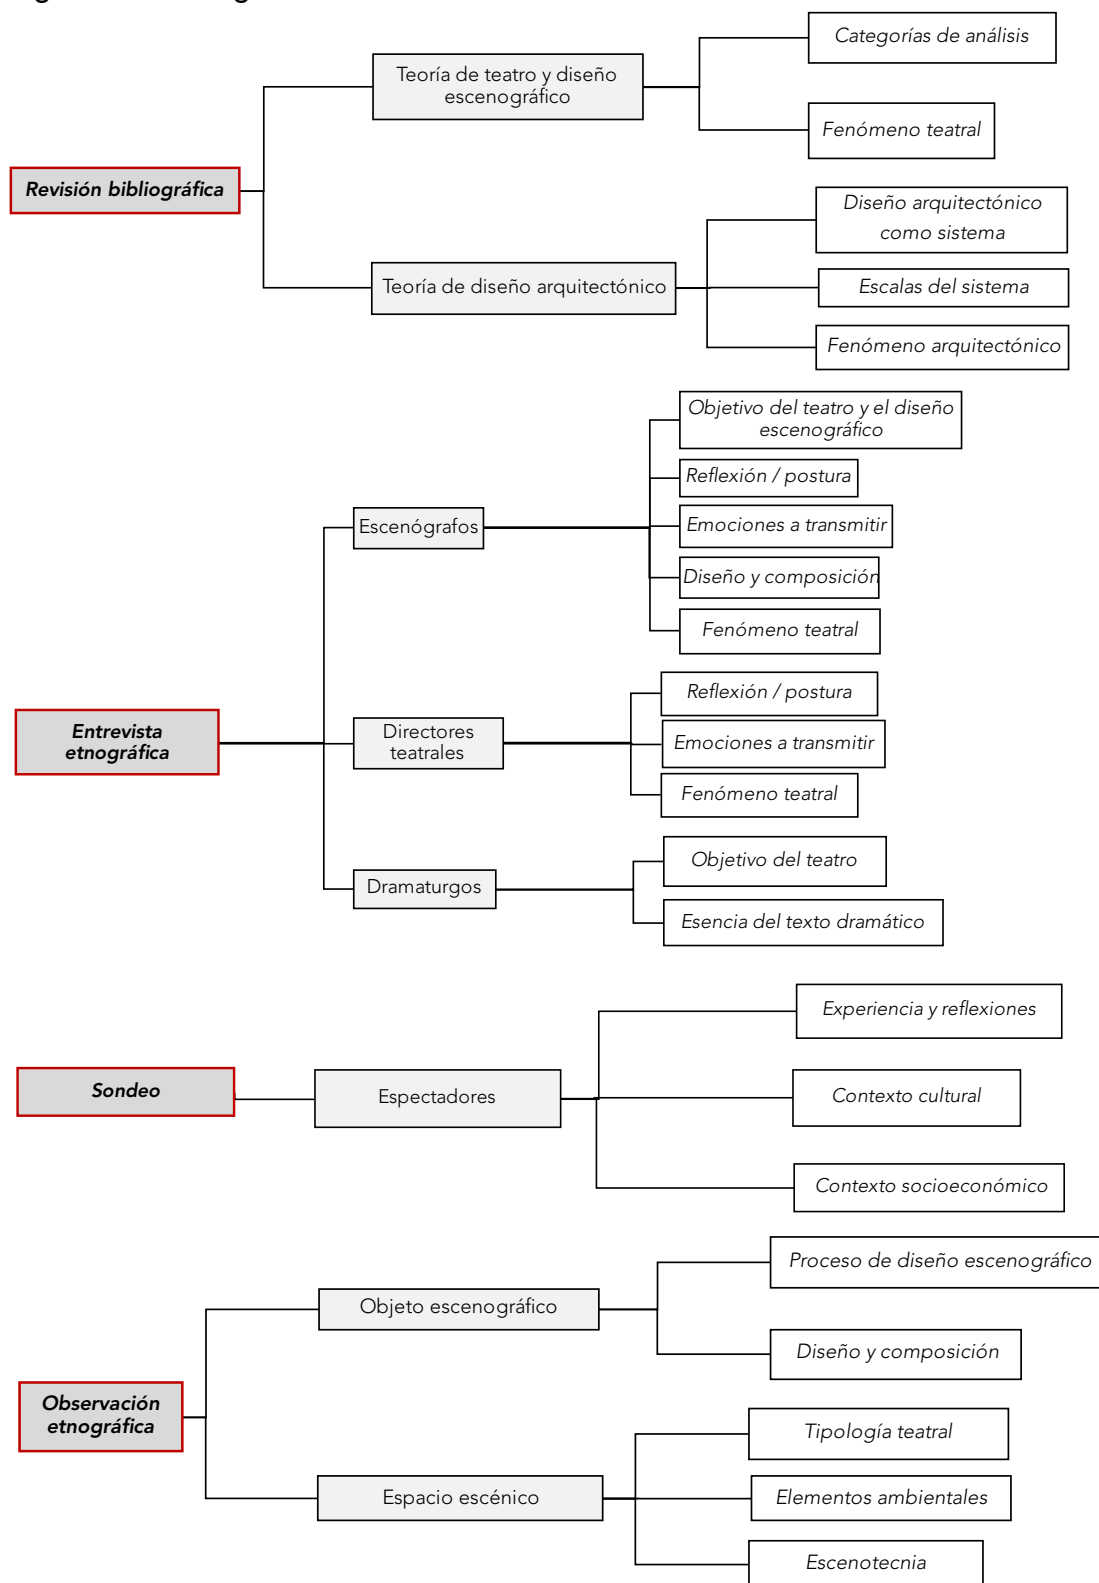 Categorías de análisis
Teoría de teatro y diseño
escenográfico
Fenómeno teatral
Revisión bibliográfica
Diseño arquitectónico
como sistema
Teoría de diseño arquitectónico
Escalas del sistema
Fenómeno arquitectónico
Objetivo del teatro y el diseño
escenográfico
Reflexión / postura
Escenógrafos
Emociones a transmitir
Diseño y composición
Fenómeno teatral
Entrevista
etnográfica
Directores
teatrales
Reflexión / postura
Emociones a transmitir
Fenómeno teatral
Dramaturgos
Objetivo del teatro
Esencia del texto dramático
Sondeo
Espectadores
Experiencia y reflexiones
Contexto cultural
Contexto socioeconómico
Observación
etnográfica
Objeto escenográfico
Proceso de diseño escenográfico
Diseño y composición
Espacio escénico
Tipología teatral
Elementos ambientales
Escenotecnia